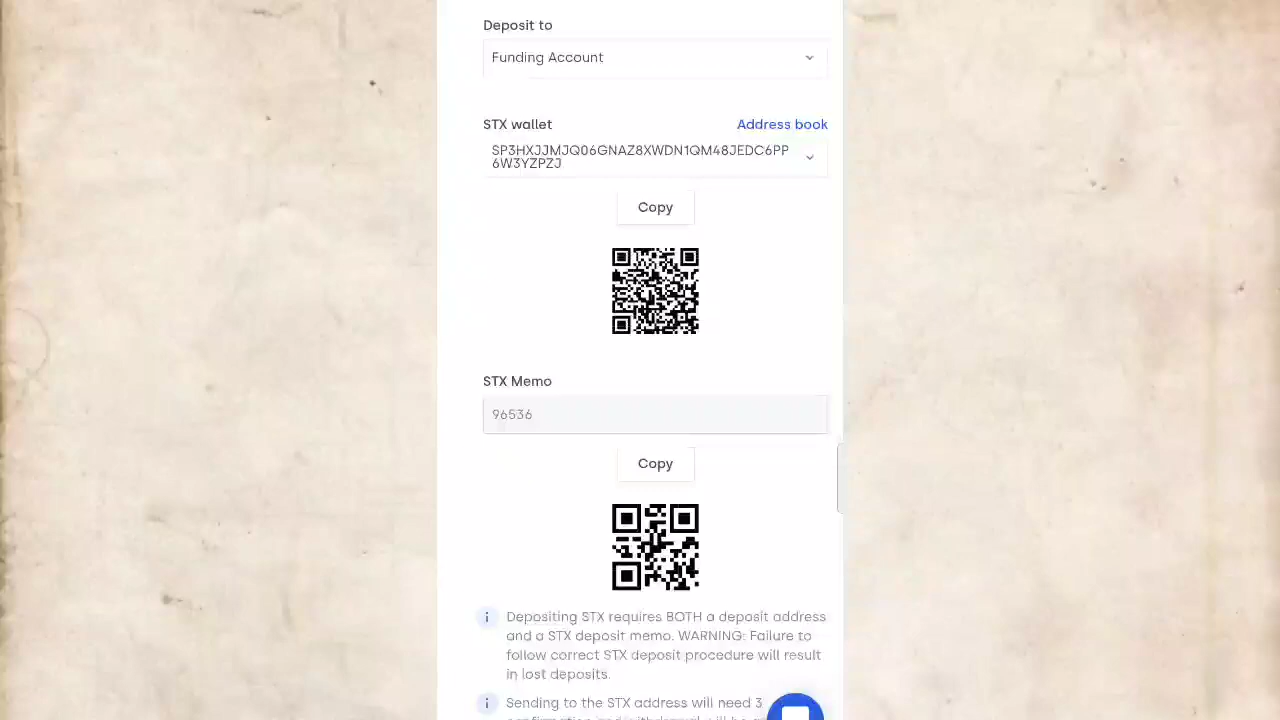 Deposit to
Funding Account
STX wallet
Address book
SP3HXJJMJQ06GNAZ8XWDN1QM48JEDC6PP
6W3YZPZJ
Copy
STX Memo
96536
Copy
Depositing STX requires BOTH a deposit address
and a STX deposit memo. WARNING: Failure to
follow correct STX deposit procedure will result
in lost deposits.
Sending to the STX address will need 3